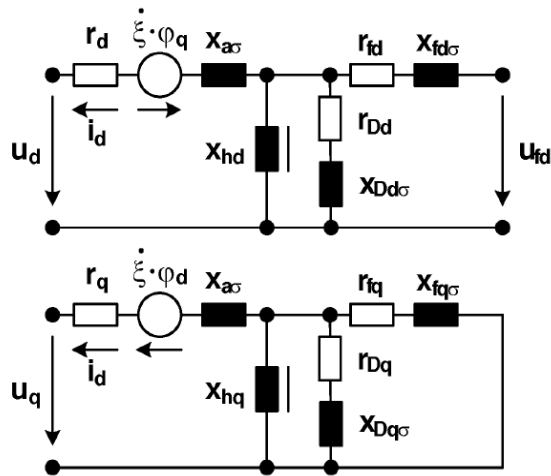 r_d ξ̇·φ_q x_aσ r_fd x_fdσ
i_d
r_Dd
u_d x_hd u_fd
x_Ddσ
r_q ξ̇·φ_d x_aσ r_fq x_fqσ
i_d
r_Dq
u_q x_hq
x_Dqσ